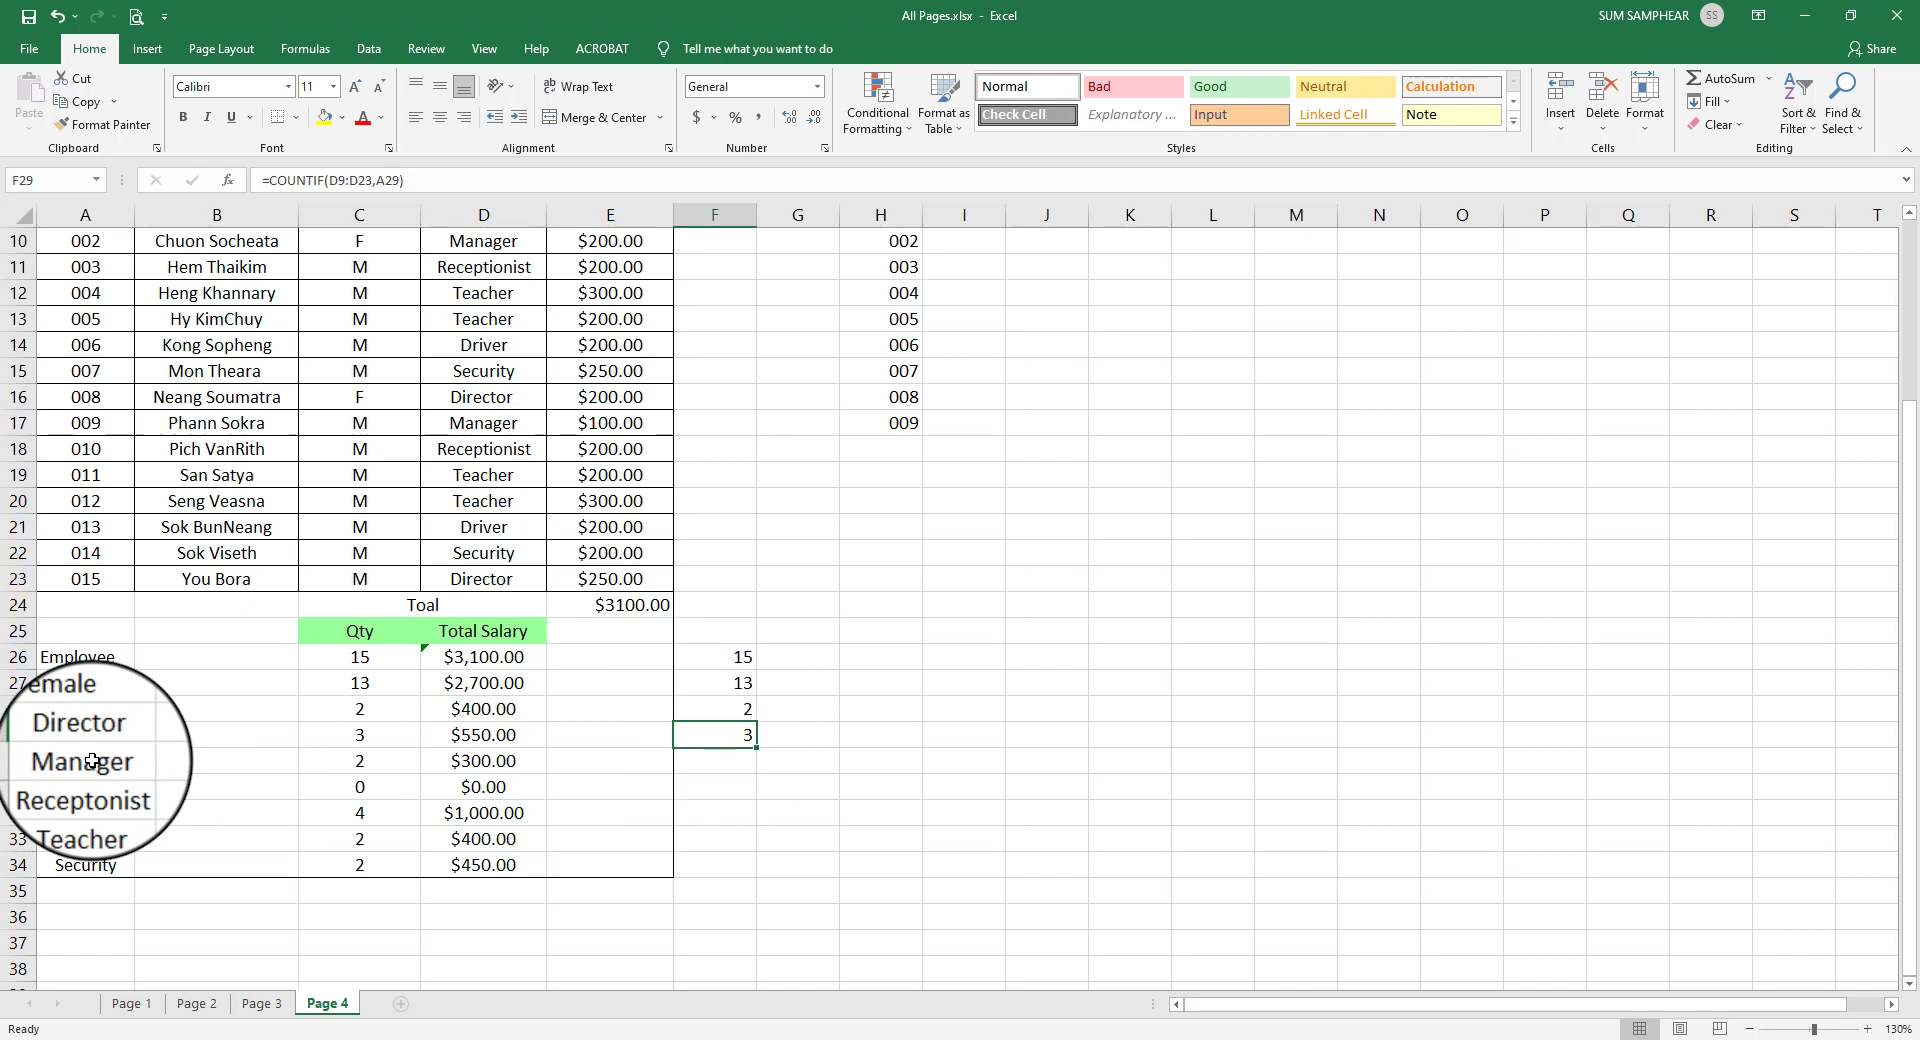 All Pages.xlsx - Excel
SUM SAMPHEAR SS
File Home Insert Page Layout Formulas Data Review View Help ACROBAT Tell me what you want to do Share
Cut
Copy
Format Painter
Paste
Clipboard
Calibri 11
B I U
Font
Wrap Text
Merge & Center
Alignment
General
$ % ,
Number
Conditional Formatting
Format as Table
Normal Bad Good Neutral Calculation
Check Cell Explanatory ... Input Linked Cell Note
Styles
Insert Delete Format
Cells
AutoSum
Fill
Clear
Sort & Filter
Find & Select
Editing
F29 fx =COUNTIF(D9:D23,A29)
A B C D E F G H I J K L M N O P Q R S T
10 002 Chuon Socheata F Manager $200.00 002
11 003 Hem Thaikim M Receptionist $200.00 003
12 004 Heng Khannary M Teacher $300.00 004
13 005 Hy KimChuy M Teacher $200.00 005
14 006 Kong Sopheng M Driver $200.00 006
15 007 Mon Theara M Security $250.00 007
16 008 Neang Soumatra F Director $200.00 008
17 009 Phann Sokra M Manager $100.00 009
18 010 Pich VanRith M Receptionist $200.00
19 011 San Satya M Teacher $200.00
20 012 Seng Veasna M Teacher $300.00
21 013 Sok BunNeang M Driver $200.00
22 014 Sok Viseth M Security $200.00
23 015 You Bora M Director $250.00
24 Toal $3100.00
25 Qty Total Salary
26 Employee 15 $3,100.00 15
27 emale 13 $2,700.00 13
Director 2 $400.00 2
3 $550.00 3
Manager 2 $300.00
Receptonist 0 $0.00
4 $1,000.00
33 Teacher 2 $400.00
34 Security 2 $450.00
35
36
37
38
Page 1 Page 2 Page 3 Page 4
Ready 130%